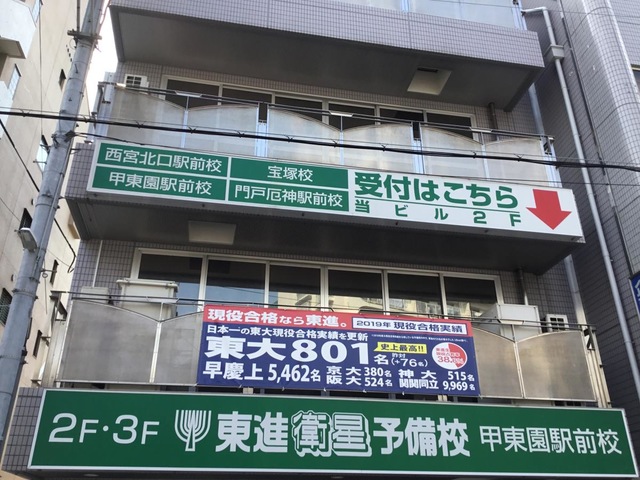 西宮北口駅前校
宝塚校
甲東園駅前校
門戸厄神駅前校
受付はこちら
当ビル2F
現役合格なら東進。
2019年 現役合格実績
日本一の東大現役合格実績を更新
史上最高!!
東大801名
昨対
(+76名)
早慶上 5,462名
京大 380名
阪大 524名
神大 515名
関関同立 9,969名
2F・3F
東進衛星予備校
甲東園駅前校